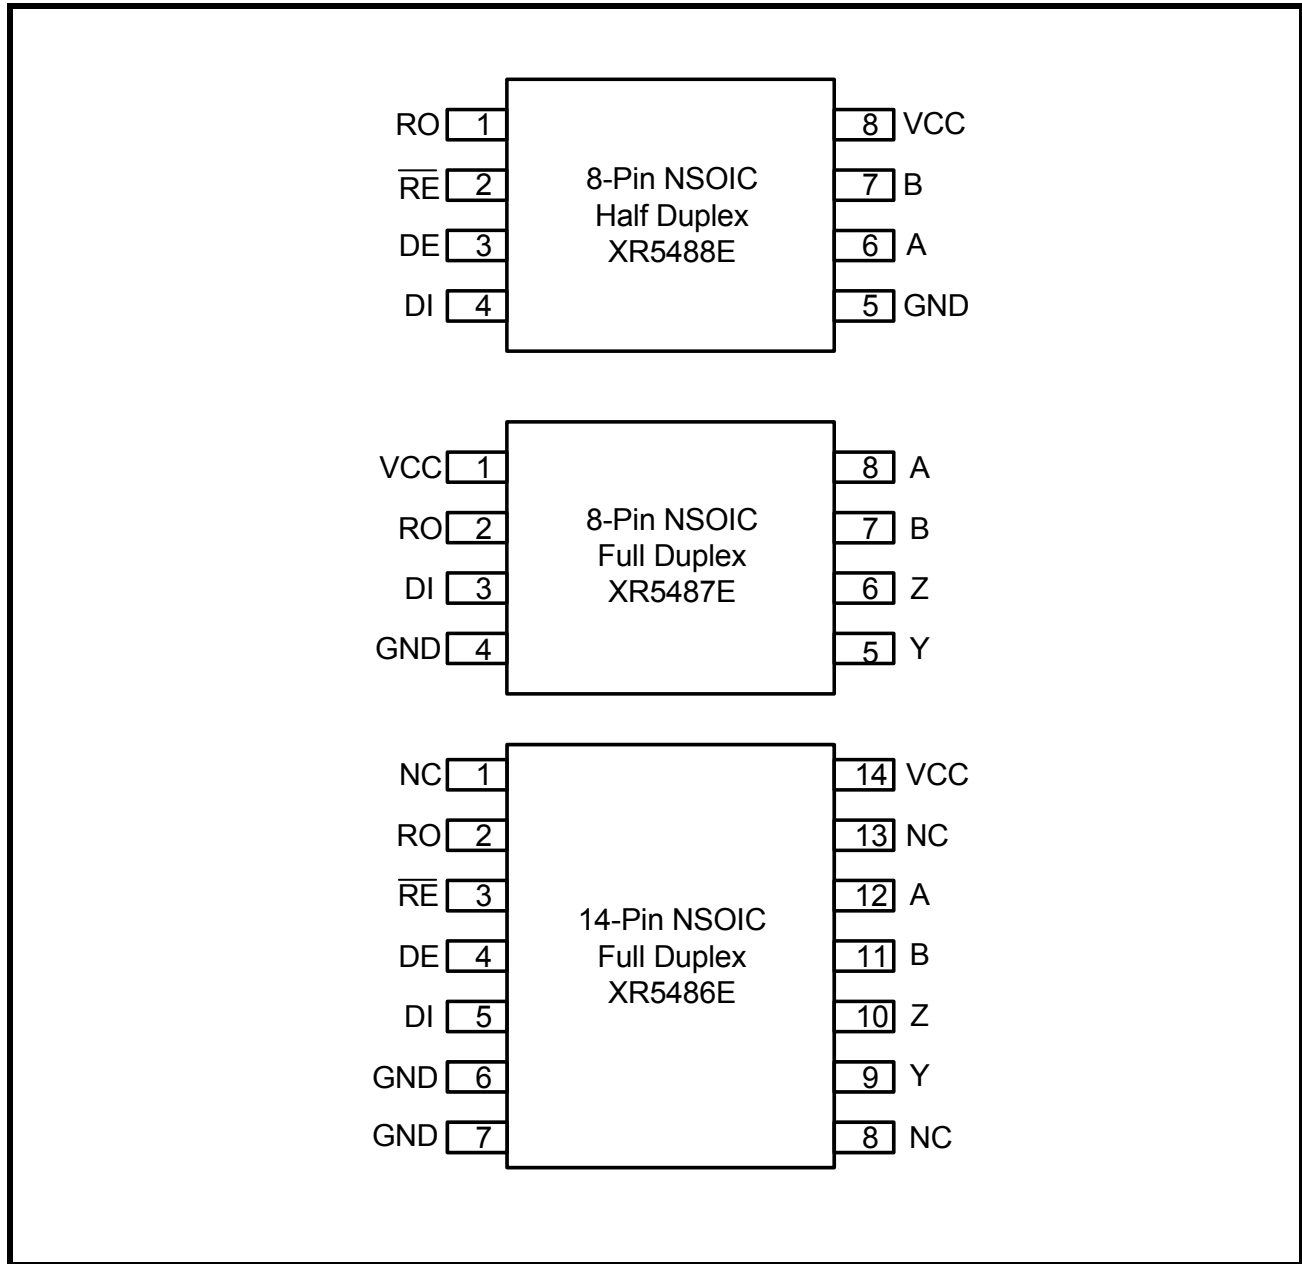 RO 1 8 VCC
R̅E̅ 2 7 B
DE 3 6 A
DI 4 5 GND
8-Pin NSOIC
Half Duplex
XR5488E
VCC 1 8 A
RO 2 7 B
DI 3 6 Z
GND 4 5 Y
8-Pin NSOIC
Full Duplex
XR5487E
NC 1 14 VCC
RO 2 13 NC
R̅E̅ 3 12 A
DE 4 11 B
DI 5 10 Z
GND 6 9 Y
GND 7 8 NC
14-Pin NSOIC
Full Duplex
XR5486E